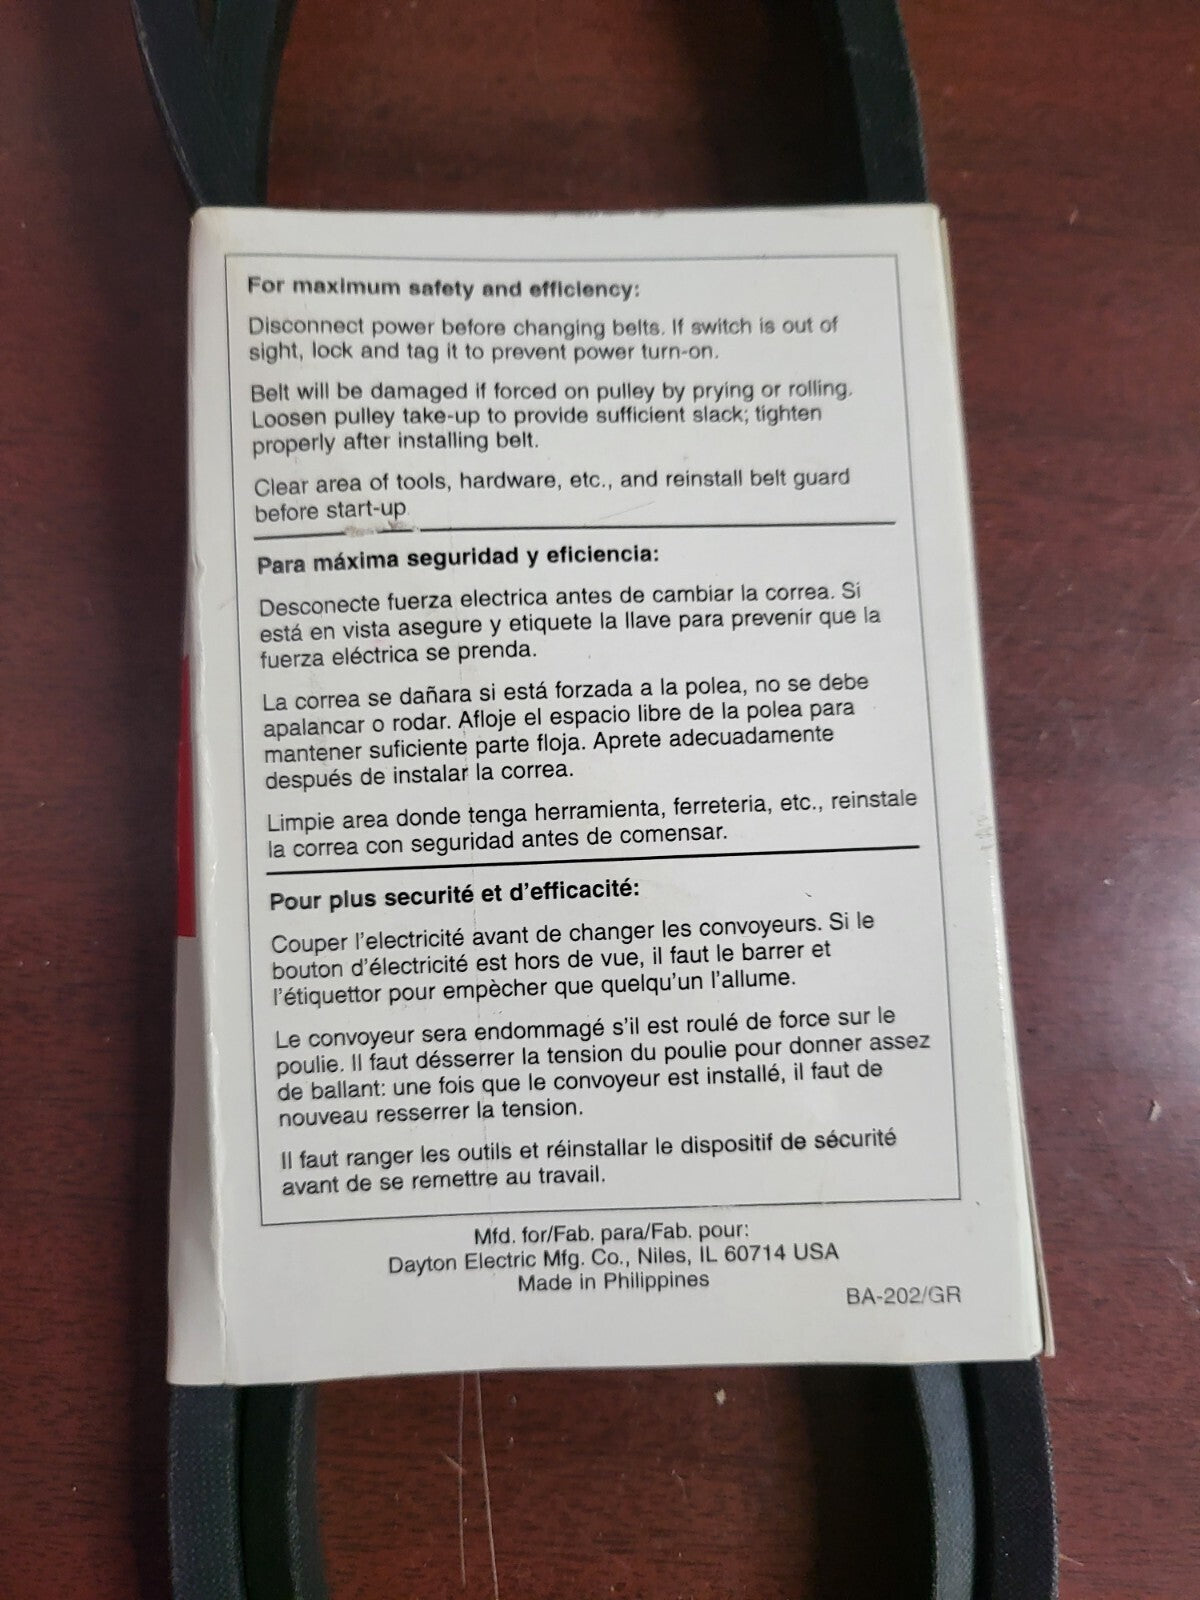 For maximum safety and efficiency:
Disconnect power before changing belts. If switch is out of
sight, lock and tag it to prevent power turn-on.
Belt will be damaged if forced on pulley by prying or rolling.
Loosen pulley take-up to provide sufficient slack; tighten
properly after installing belt.
Clear area of tools, hardware, etc., and reinstall belt guard
before start-up
Para máxima seguridad y eficiencia:
Desconecte fuerza electrica antes de cambiar la correa. Si
está en vista asegure y etiquete la llave para prevenir que la
fuerza eléctrica se prenda.
La correa se dañara si está forzada a la polea, no se debe
apalancar o rodar. Afloje el espacio libre de la polea para
mantener suficiente parte floja. Aprete adecuadamente
después de instalar la correa.
Limpie area donde tenga herramienta, ferreteria, etc., reinstale
la correa con seguridad antes de comensar.
Pour plus securité et d'efficacité:
Couper l'electricité avant de changer les convoyeurs. Si le
bouton d'électricité est hors de vue, il faut le barrer et
l'étiquettor pour empècher que quelqu'un l'allume.
Le convoyeur sera endommagé s'il est roulé de force sur le
poulie. Il faut désserrer la tension du poulie pour donner assez
de ballant: une fois que le convoyeur est installé, il faut de
nouveau resserrer la tension.
Il faut ranger les outils et réinstallar le dispositif de sécurité
avant de se remettre au travail.
Mfd. for/Fab. para/Fab. pour:
Dayton Electric Mfg. Co., Niles, IL 60714 USA
Made in Philippines
BA-202/GR